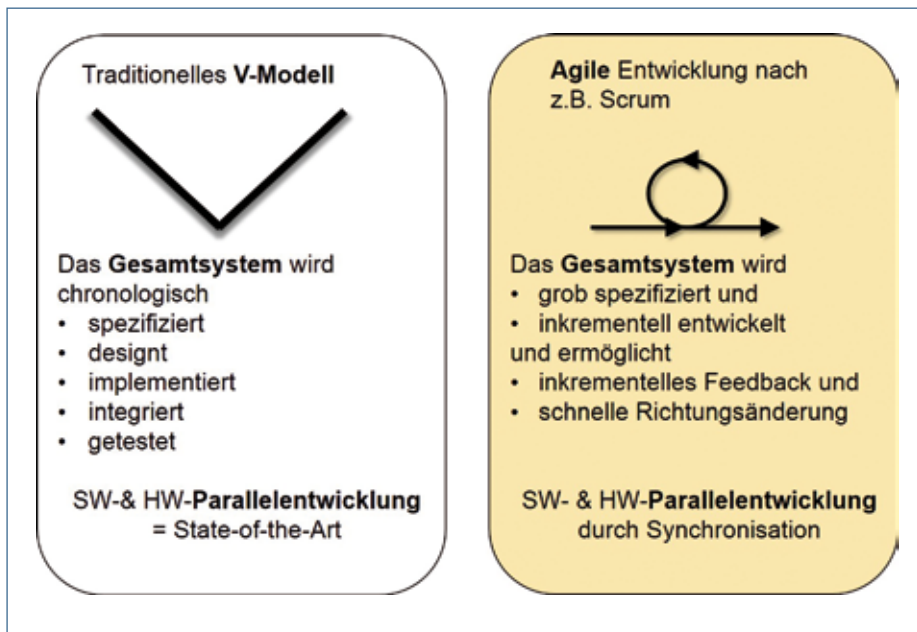 Traditionelles V-Modell
Das Gesamtsystem wird
chronologisch
• spezifiziert
• designt
• implementiert
• integriert
• getestet
SW-& HW-Parallelentwicklung
= State-of-the-Art
Agile Entwicklung nach
z.B. Scrum
Das Gesamtsystem wird
• grob spezifiziert und
• inkrementell entwickelt
und ermöglicht
• inkrementelles Feedback und
• schnelle Richtungsänderung
SW- & HW-Parallelentwicklung
durch Synchronisation